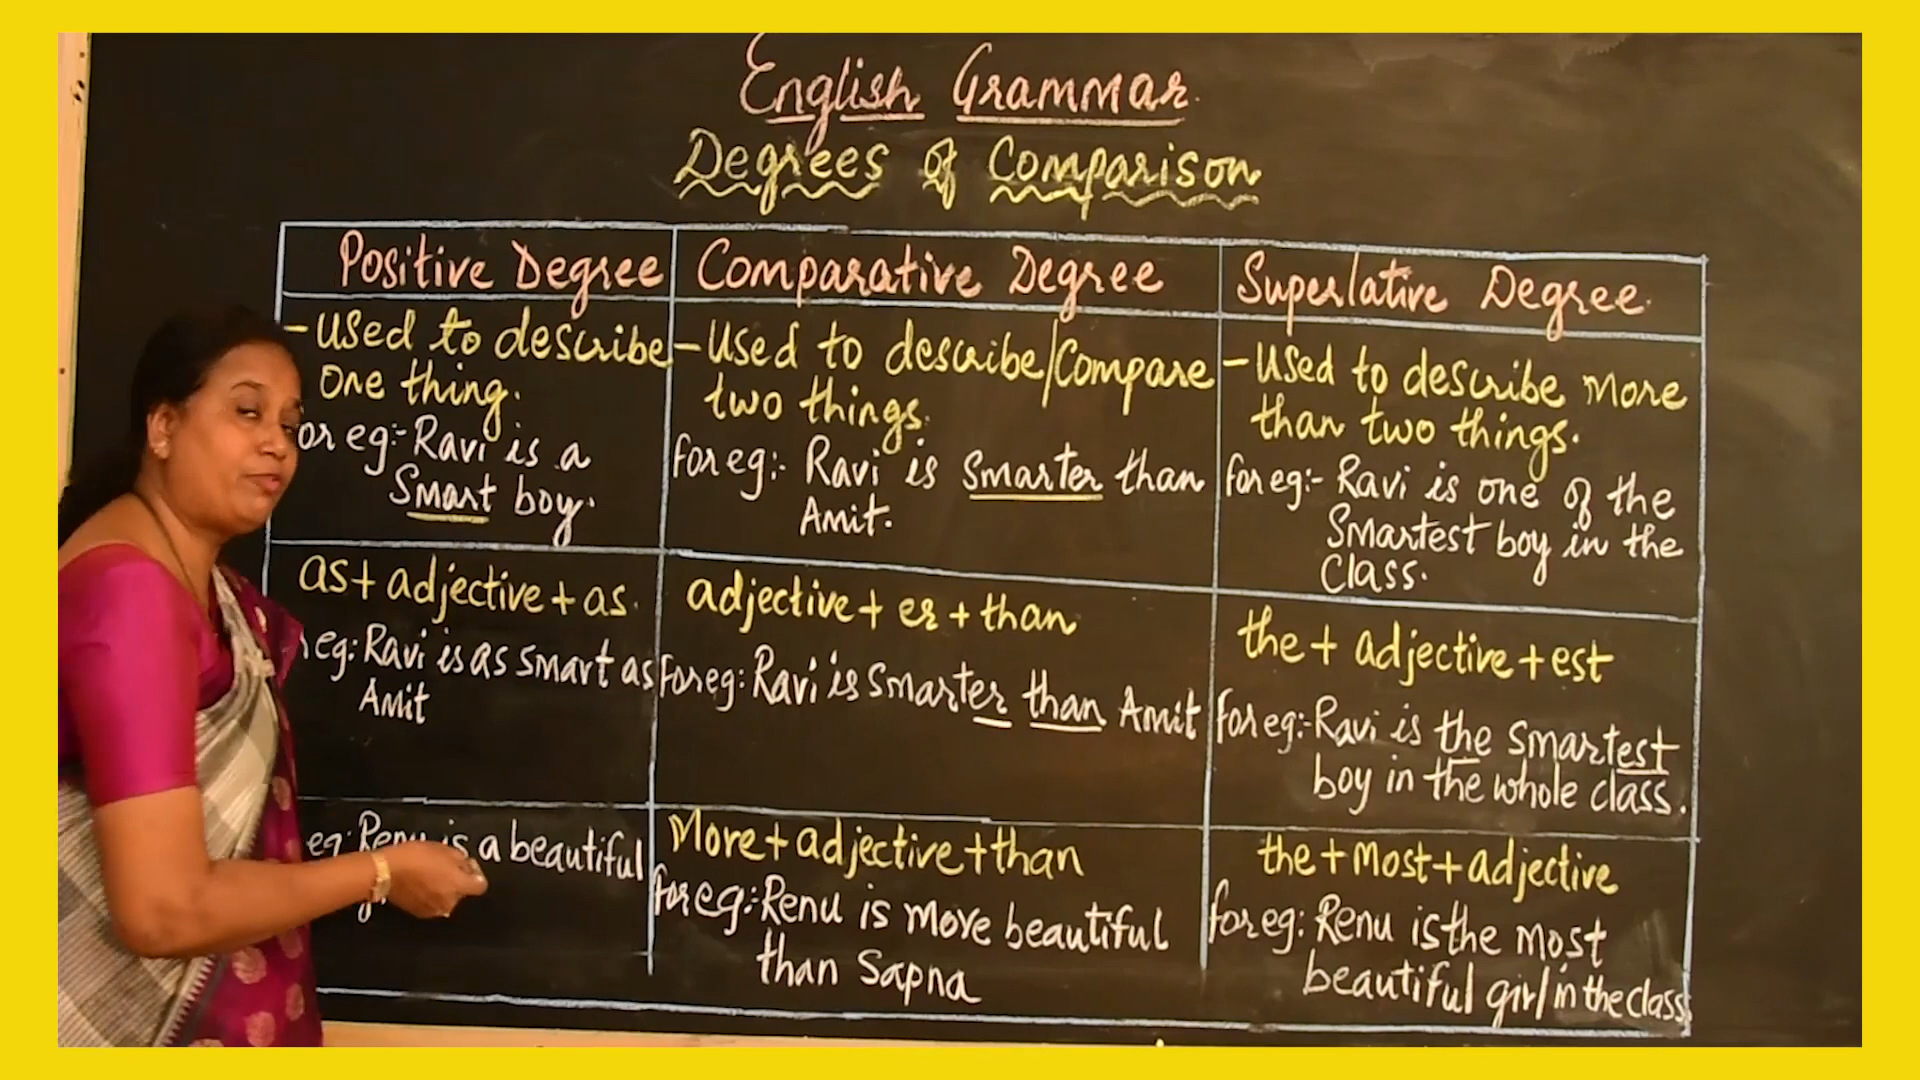 English Grammar.
Degrees of Comparison
Positive Degree
- Used to describe
one thing.
or eg:- Ravi is a
Smart boy.
as + adjective + as.
eg: Ravi is as smart as
Amit
eg: Renu is a beautiful
Comparative Degree
- Used to describe/Compare
two things.
for eg:- Ravi is Smarter than
Amit.
adjective + er + than
for eg: Ravi is Smarter than Amit
More + adjective + than
for eg:- Renu is more beautiful
than Sapna
Superlative Degree.
- Used to describe more
than two things.
for eg:- Ravi is one of the
Smartest boy in the
Class.
the + adjective + est
for eg:- Ravi is the smartest
boy in the whole class.
the + most + adjective
for eg: Renu is the most
beautiful girl in the class